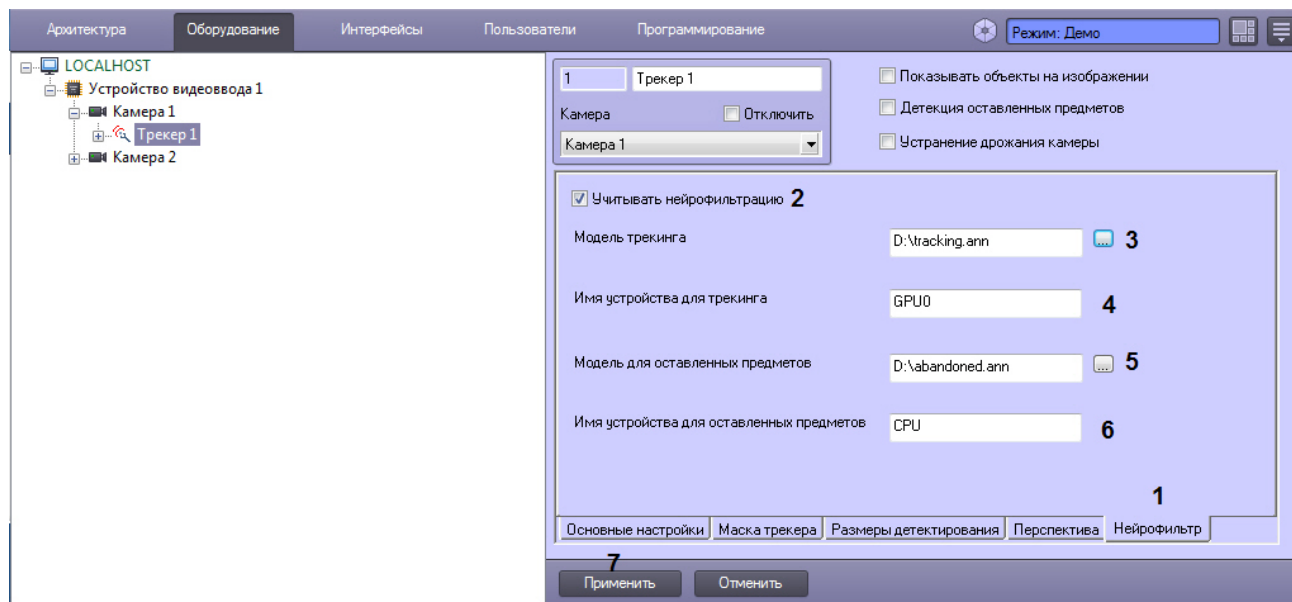 Архитектура Оборудование Интерфейсы Пользователи Программирование Режим: Демо
LOCALHOST
Устройство видеоввода 1
Камера 1
Трекер 1
Камера 2
1 Трекер 1
Камера Отключить
Камера 1
Показывать объекты на изображении
Детекция оставленных предметов
Устранение дрожания камеры
Учитывать нейрофильтрацию 2
Модель трекинга D:\tracking.ann ... 3
Имя устройства для трекинга GPU0 4
Модель для оставленных предметов D:\abandoned.ann ... 5
Имя устройства для оставленных предметов CPU 6
1
Основные настройки Маска трекера Размеры детектирования Перспектива Нейрофильтр
7
Применить Отменить